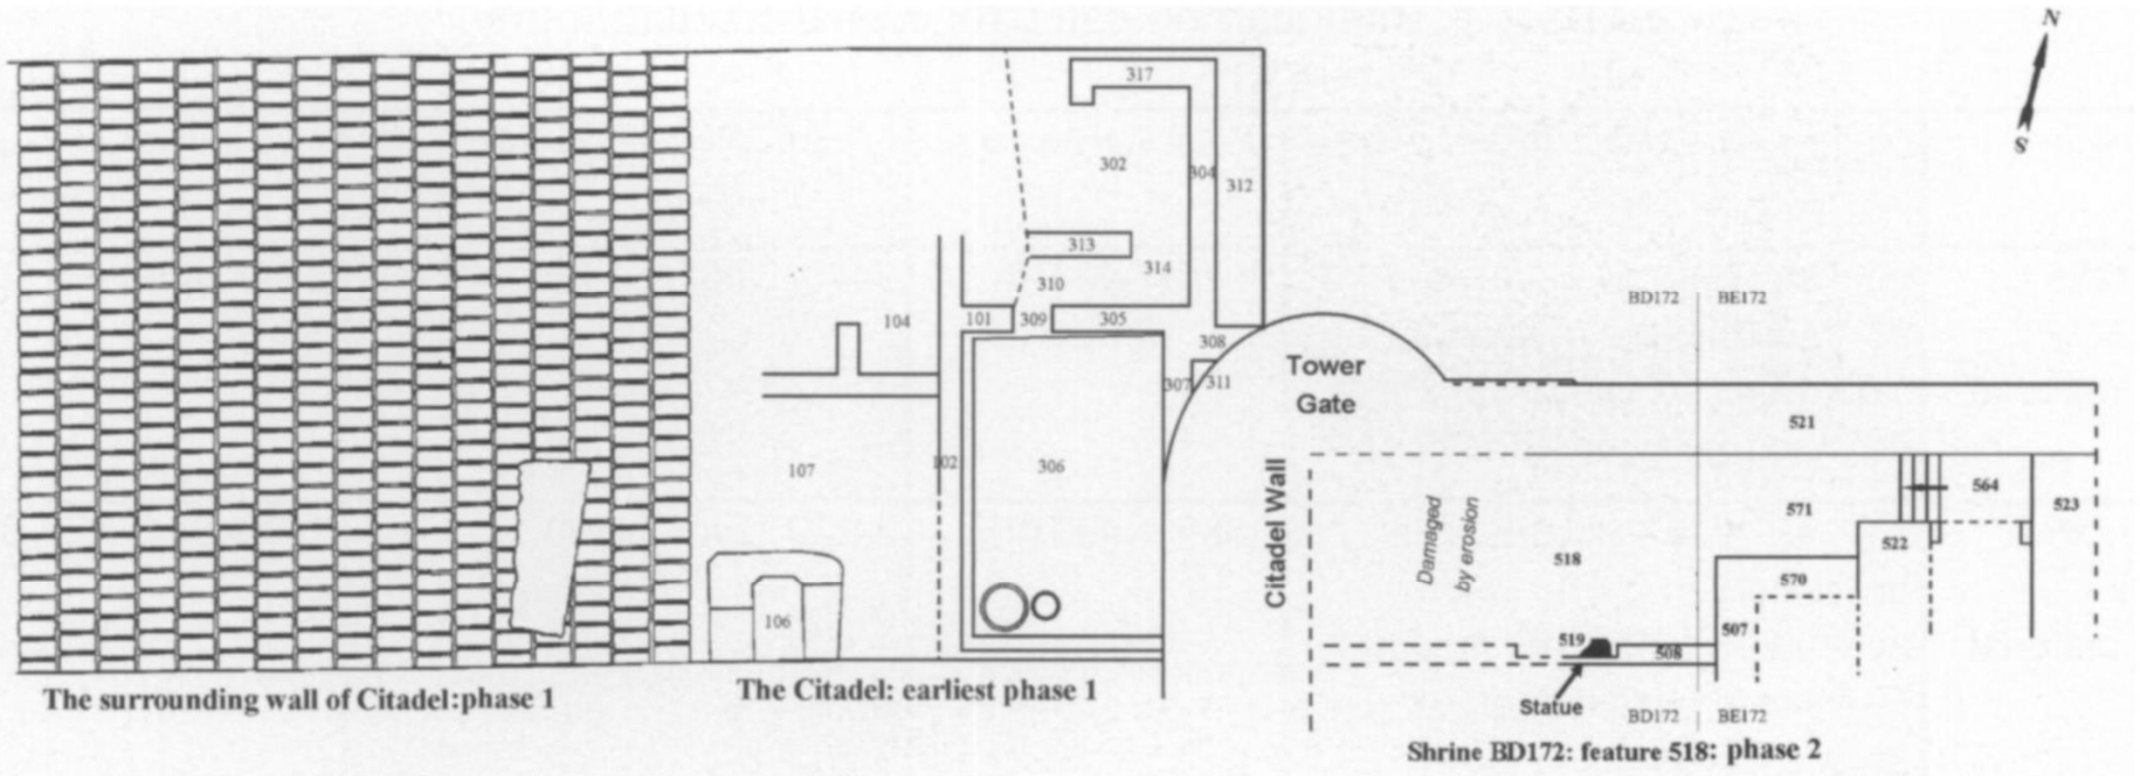 N
S
317
302
304
312
313
314
310
101
309
305
104
308
307
311
Tower
Gate
BD172
BE172
521
107
102
306
Citadel Wall
Damaged
by erosion
518
571
564
523
522
570
507
519
508
106
Statue
BD172
BE172
The surrounding wall of Citadel:phase 1
The Citadel: earliest phase 1
Shrine BD172: feature 518: phase 2